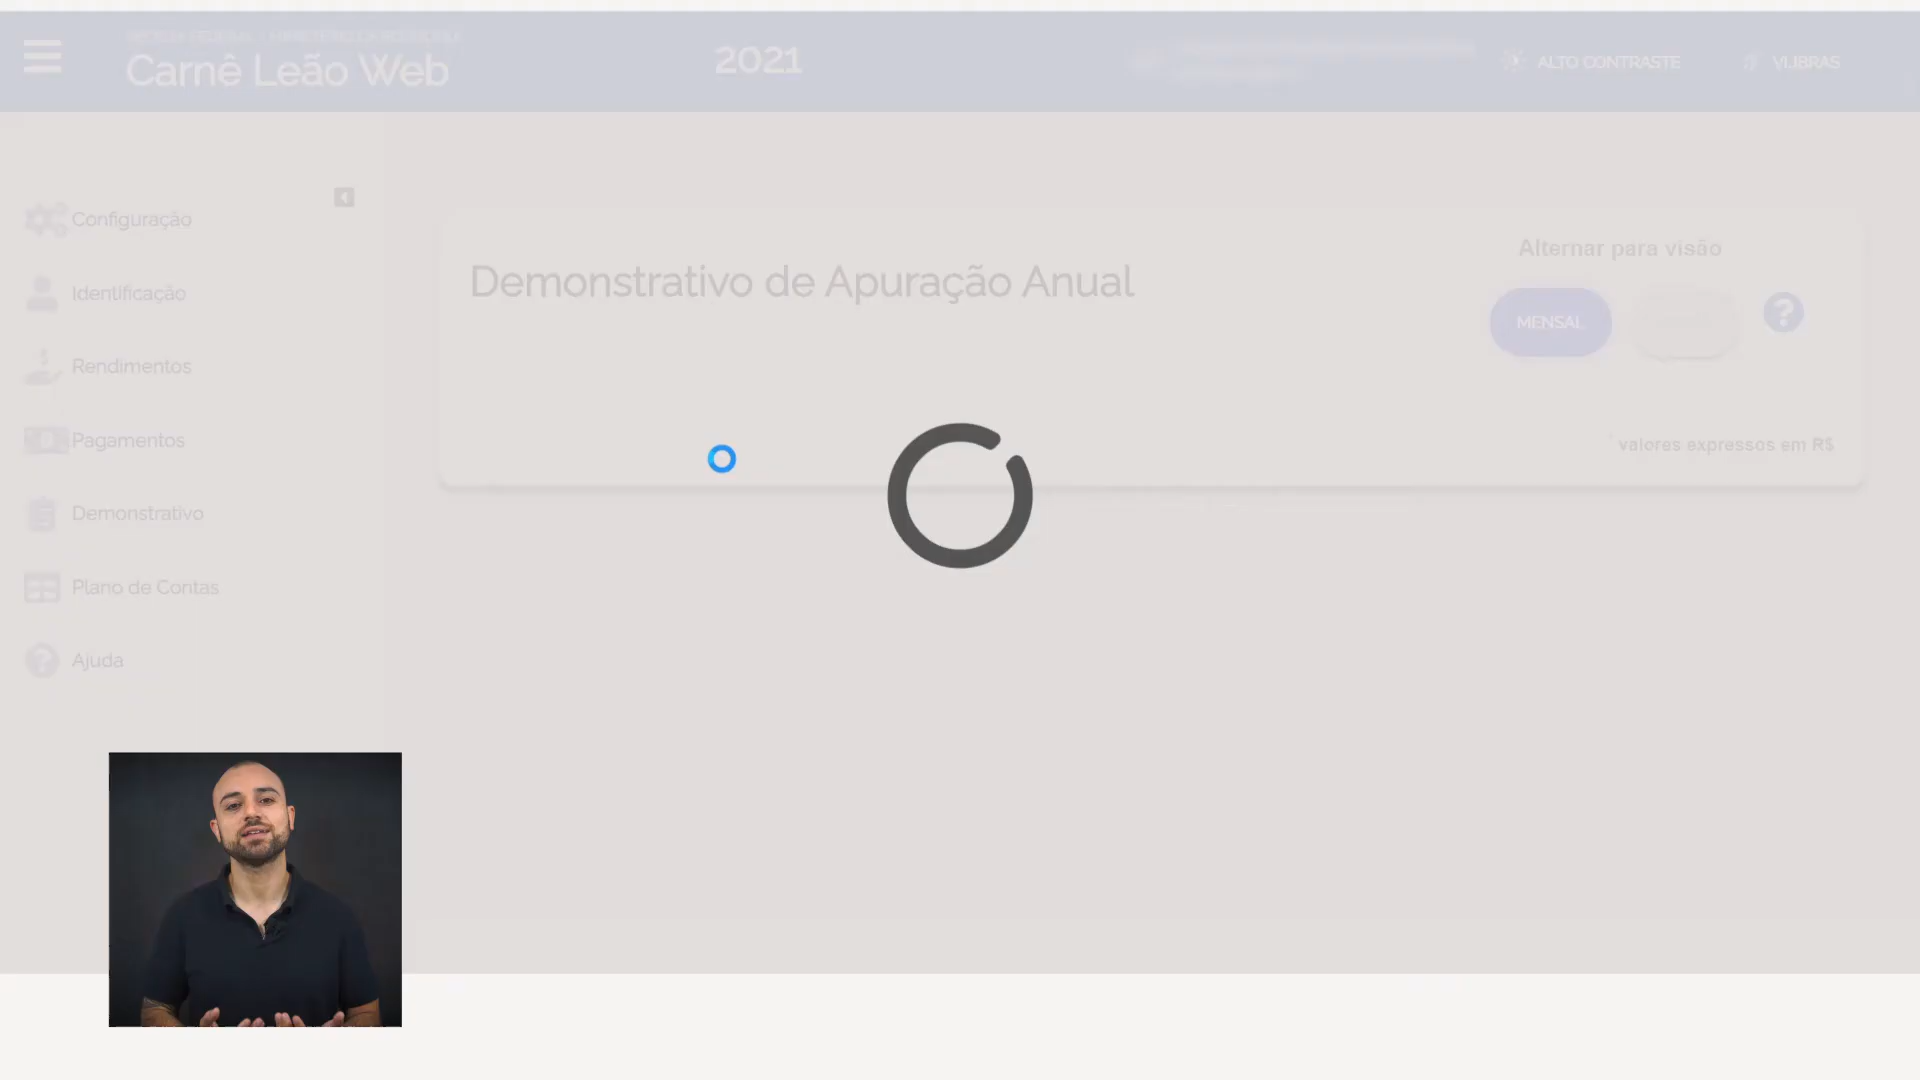 Carnê Leão Web
2021
ALTO CONTRASTE
VLIBRAS
Configuração
Identificação
Rendimentos
Pagamentos
Demonstrativo
Plano de Contas
Ajuda
Demonstrativo de Apuração Anual
Alternar para visão
MENSAL
* valores expressos em R$